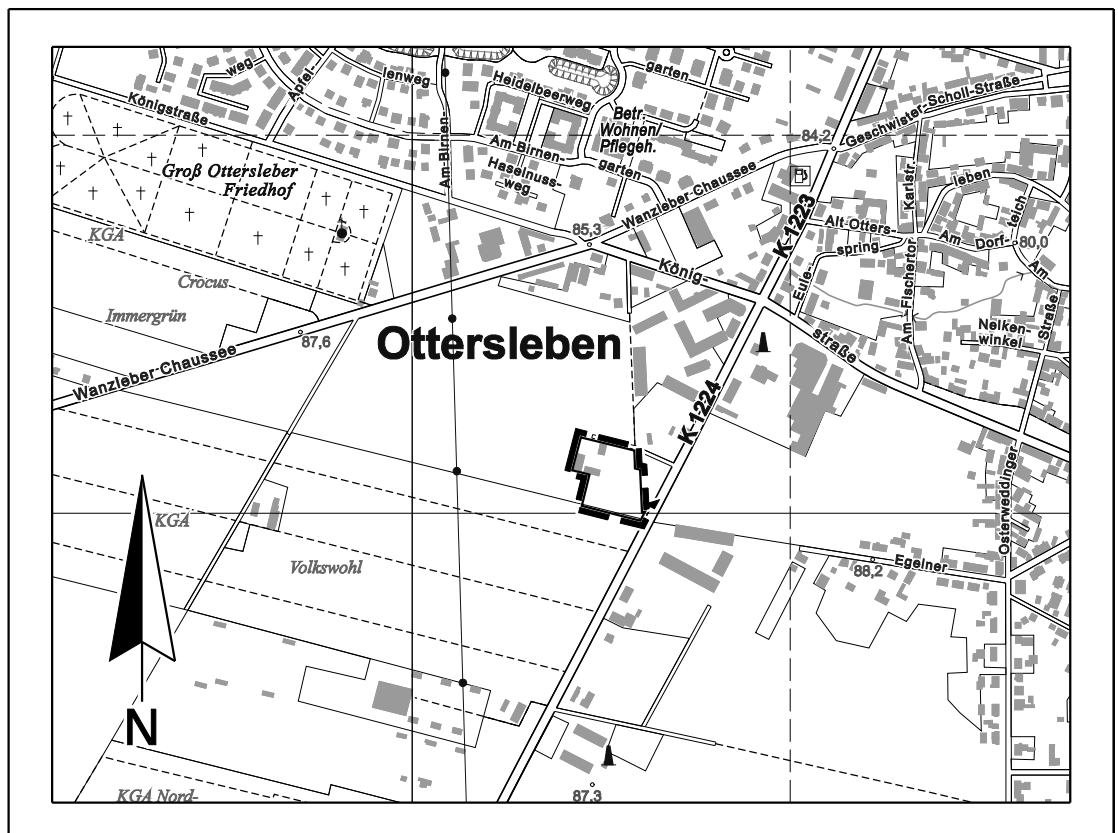 weg
Apfel-
lenweg
Heidelbeerweg
garten
Königstraße
Am-Birnen-
Betr.
Wohnen/
Pflegeh.
84,2
Geschwister-Scholl-Straße
Am-Birnen-
garten
Haselnuss-
weg
Groß Ottersleber
Friedhof
Wanzleber-Chaussee
K-1223
Karlstr.
leben
Alt-Otters-
Am-
Dorf-
teich
80,0
KGA
85,3
König-
straße
Eule-
spring
Am-Fischertor
Am-
Straße
Crocus
Immergrün
87,6
Ottersleben
Nelken-
winkel
Wanzleber-Chaussee
K-1224
Osterweddinger
KGA
Volkswohl
Egelner
88,2
N
87,3
KGA Nord-